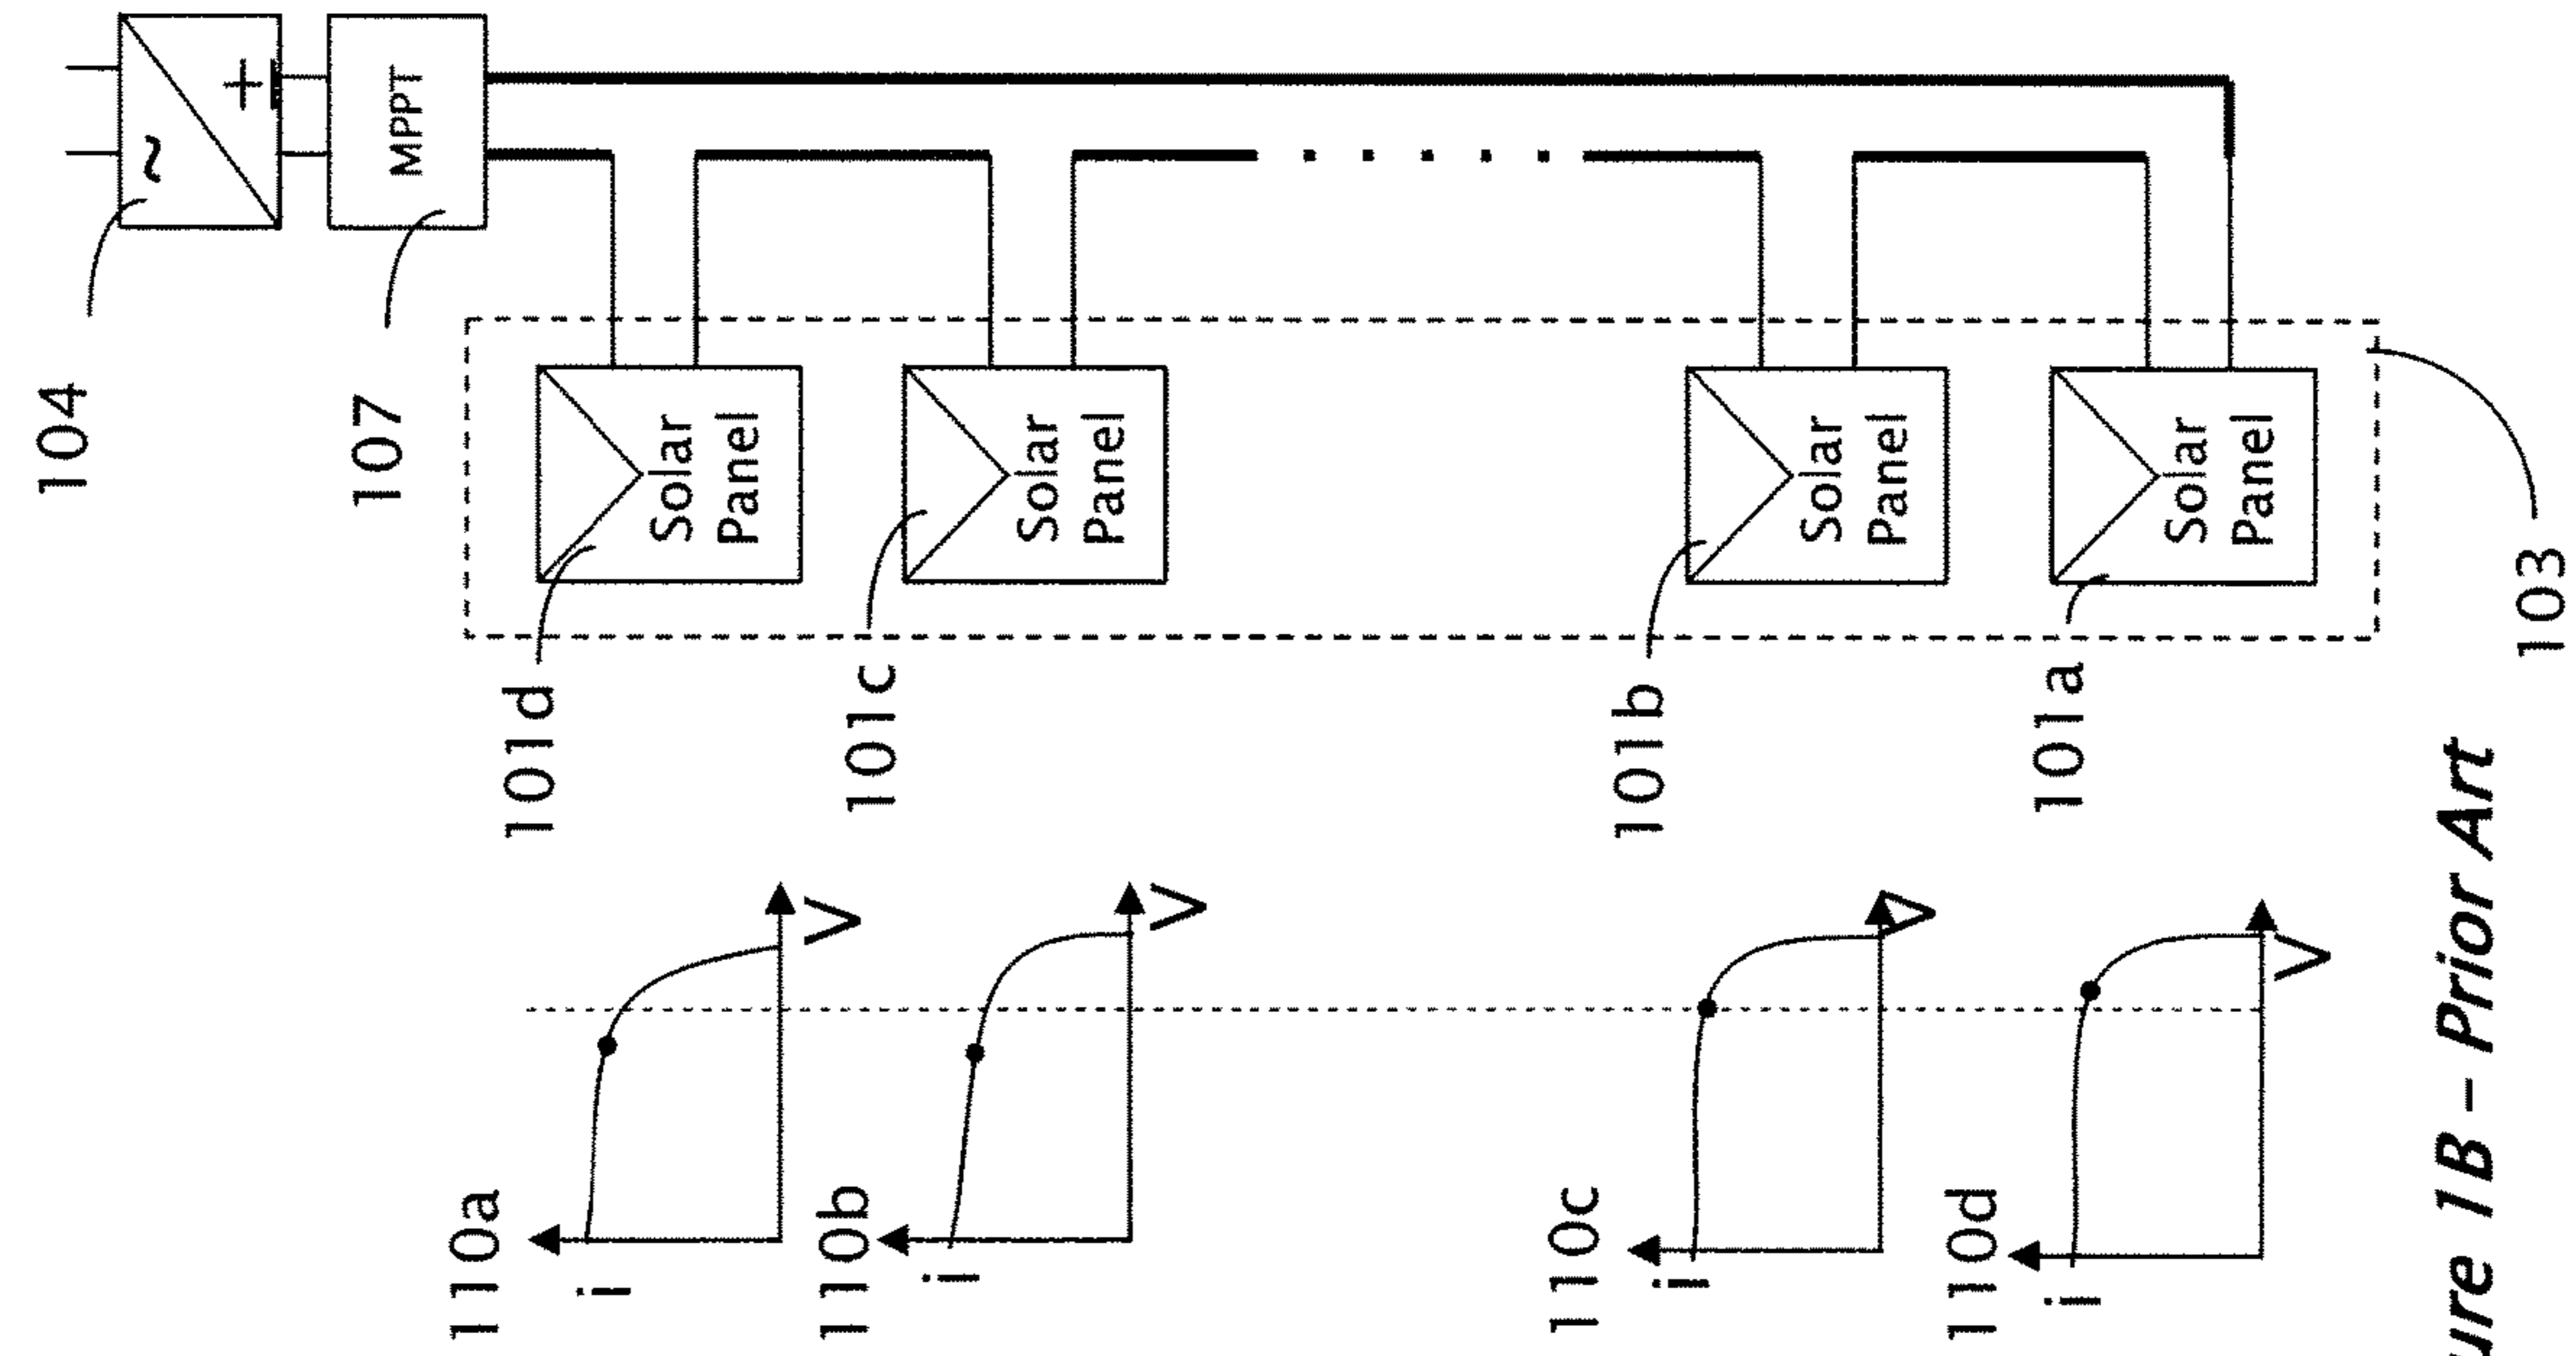 104
~
+
107
MPPT
110a
i
101d
Solar
Panel
V
110b
i
101c
Solar
Panel
V
110c
i
101b
Solar
Panel
V
110d
i
101a
Solar
Panel
V
103
ure 1B – Prior Art